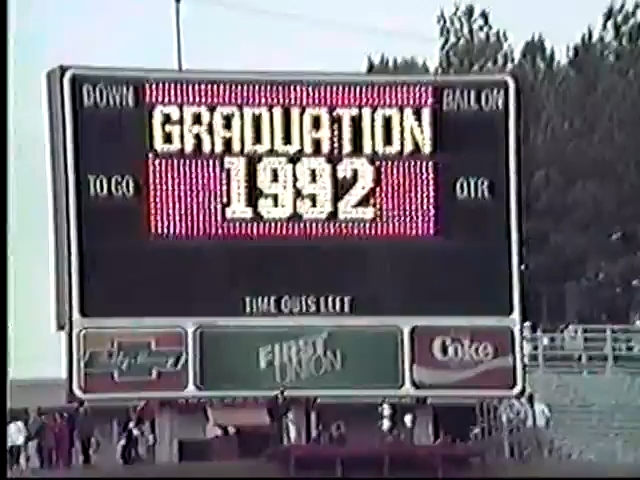 DOWN
BALL ON
GRADUATION
1992
TO GO
QTR
TIME OUTS LEFT
FIRST
UNION
Coke